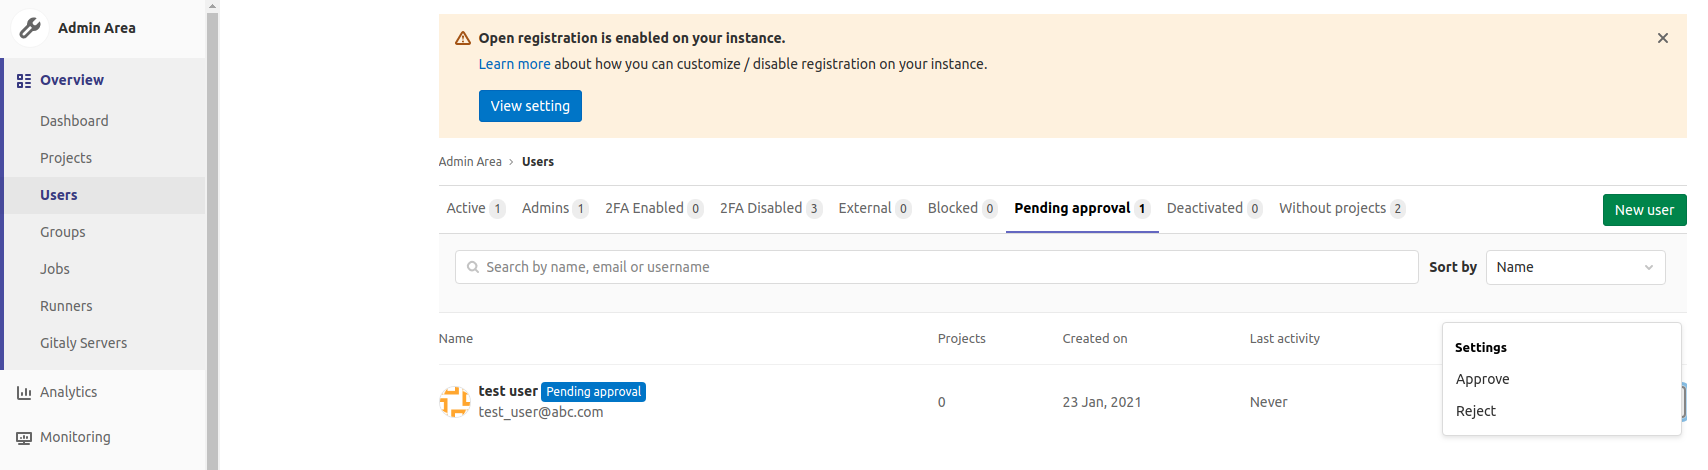 Admin Area
Overview
Dashboard
Projects
Users
Groups
Jobs
Runners
Gitaly Servers
Analytics
Monitoring
Open registration is enabled on your instance.
Learn more about how you can customize / disable registration on your instance.
View setting
Admin Area > Users
Active 1 Admins 1 2FA Enabled 0 2FA Disabled 3 External 0 Blocked 0 Pending approval 1 Deactivated 0 Without projects 2 New user
Search by name, email or username Sort by Name
Name Projects Created on Last activity
test user Pending approval
test_user@abc.com 0 23 Jan, 2021 Never
Settings
Approve
Reject